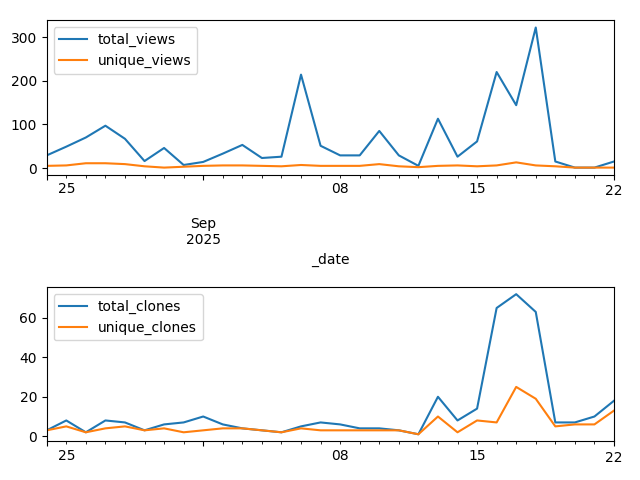 300
200
100
0
total_views
unique_views
25
08
15
22
Sep
2025
_date
60
40
20
0
total_clones
unique_clones
25
08
15
22